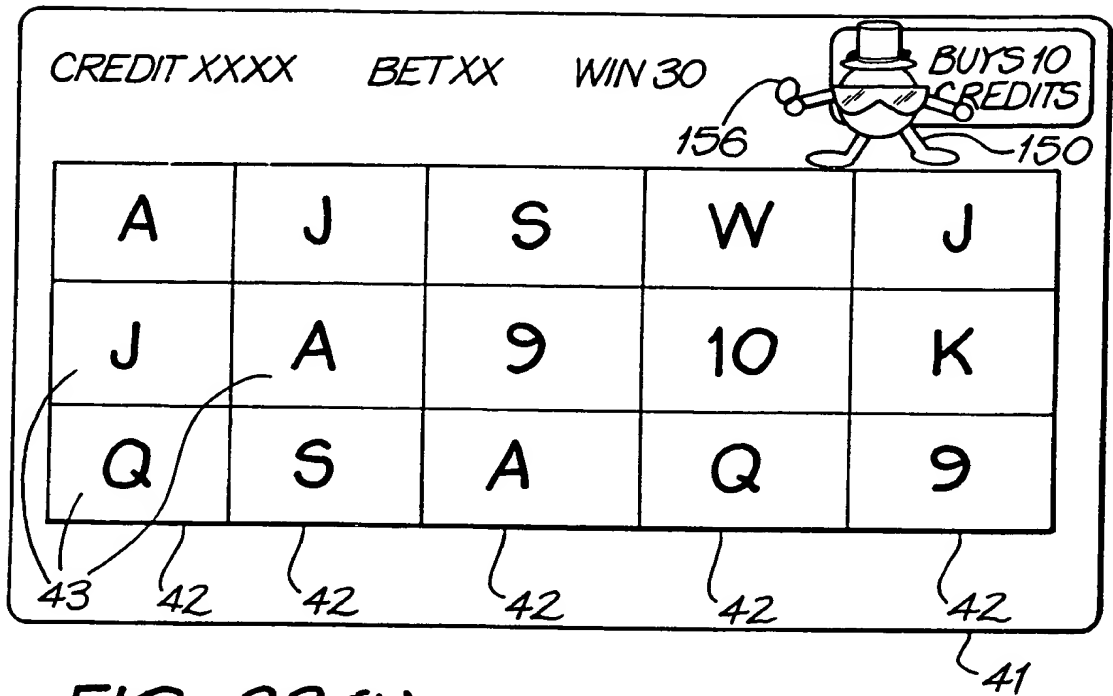 CREDIT XXXX BET XX WIN 30 BUYS 10
CREDITS
156 150
A J S W J
J A 9 10 K
Q S A Q 9
43 42 42 42 42 42
41